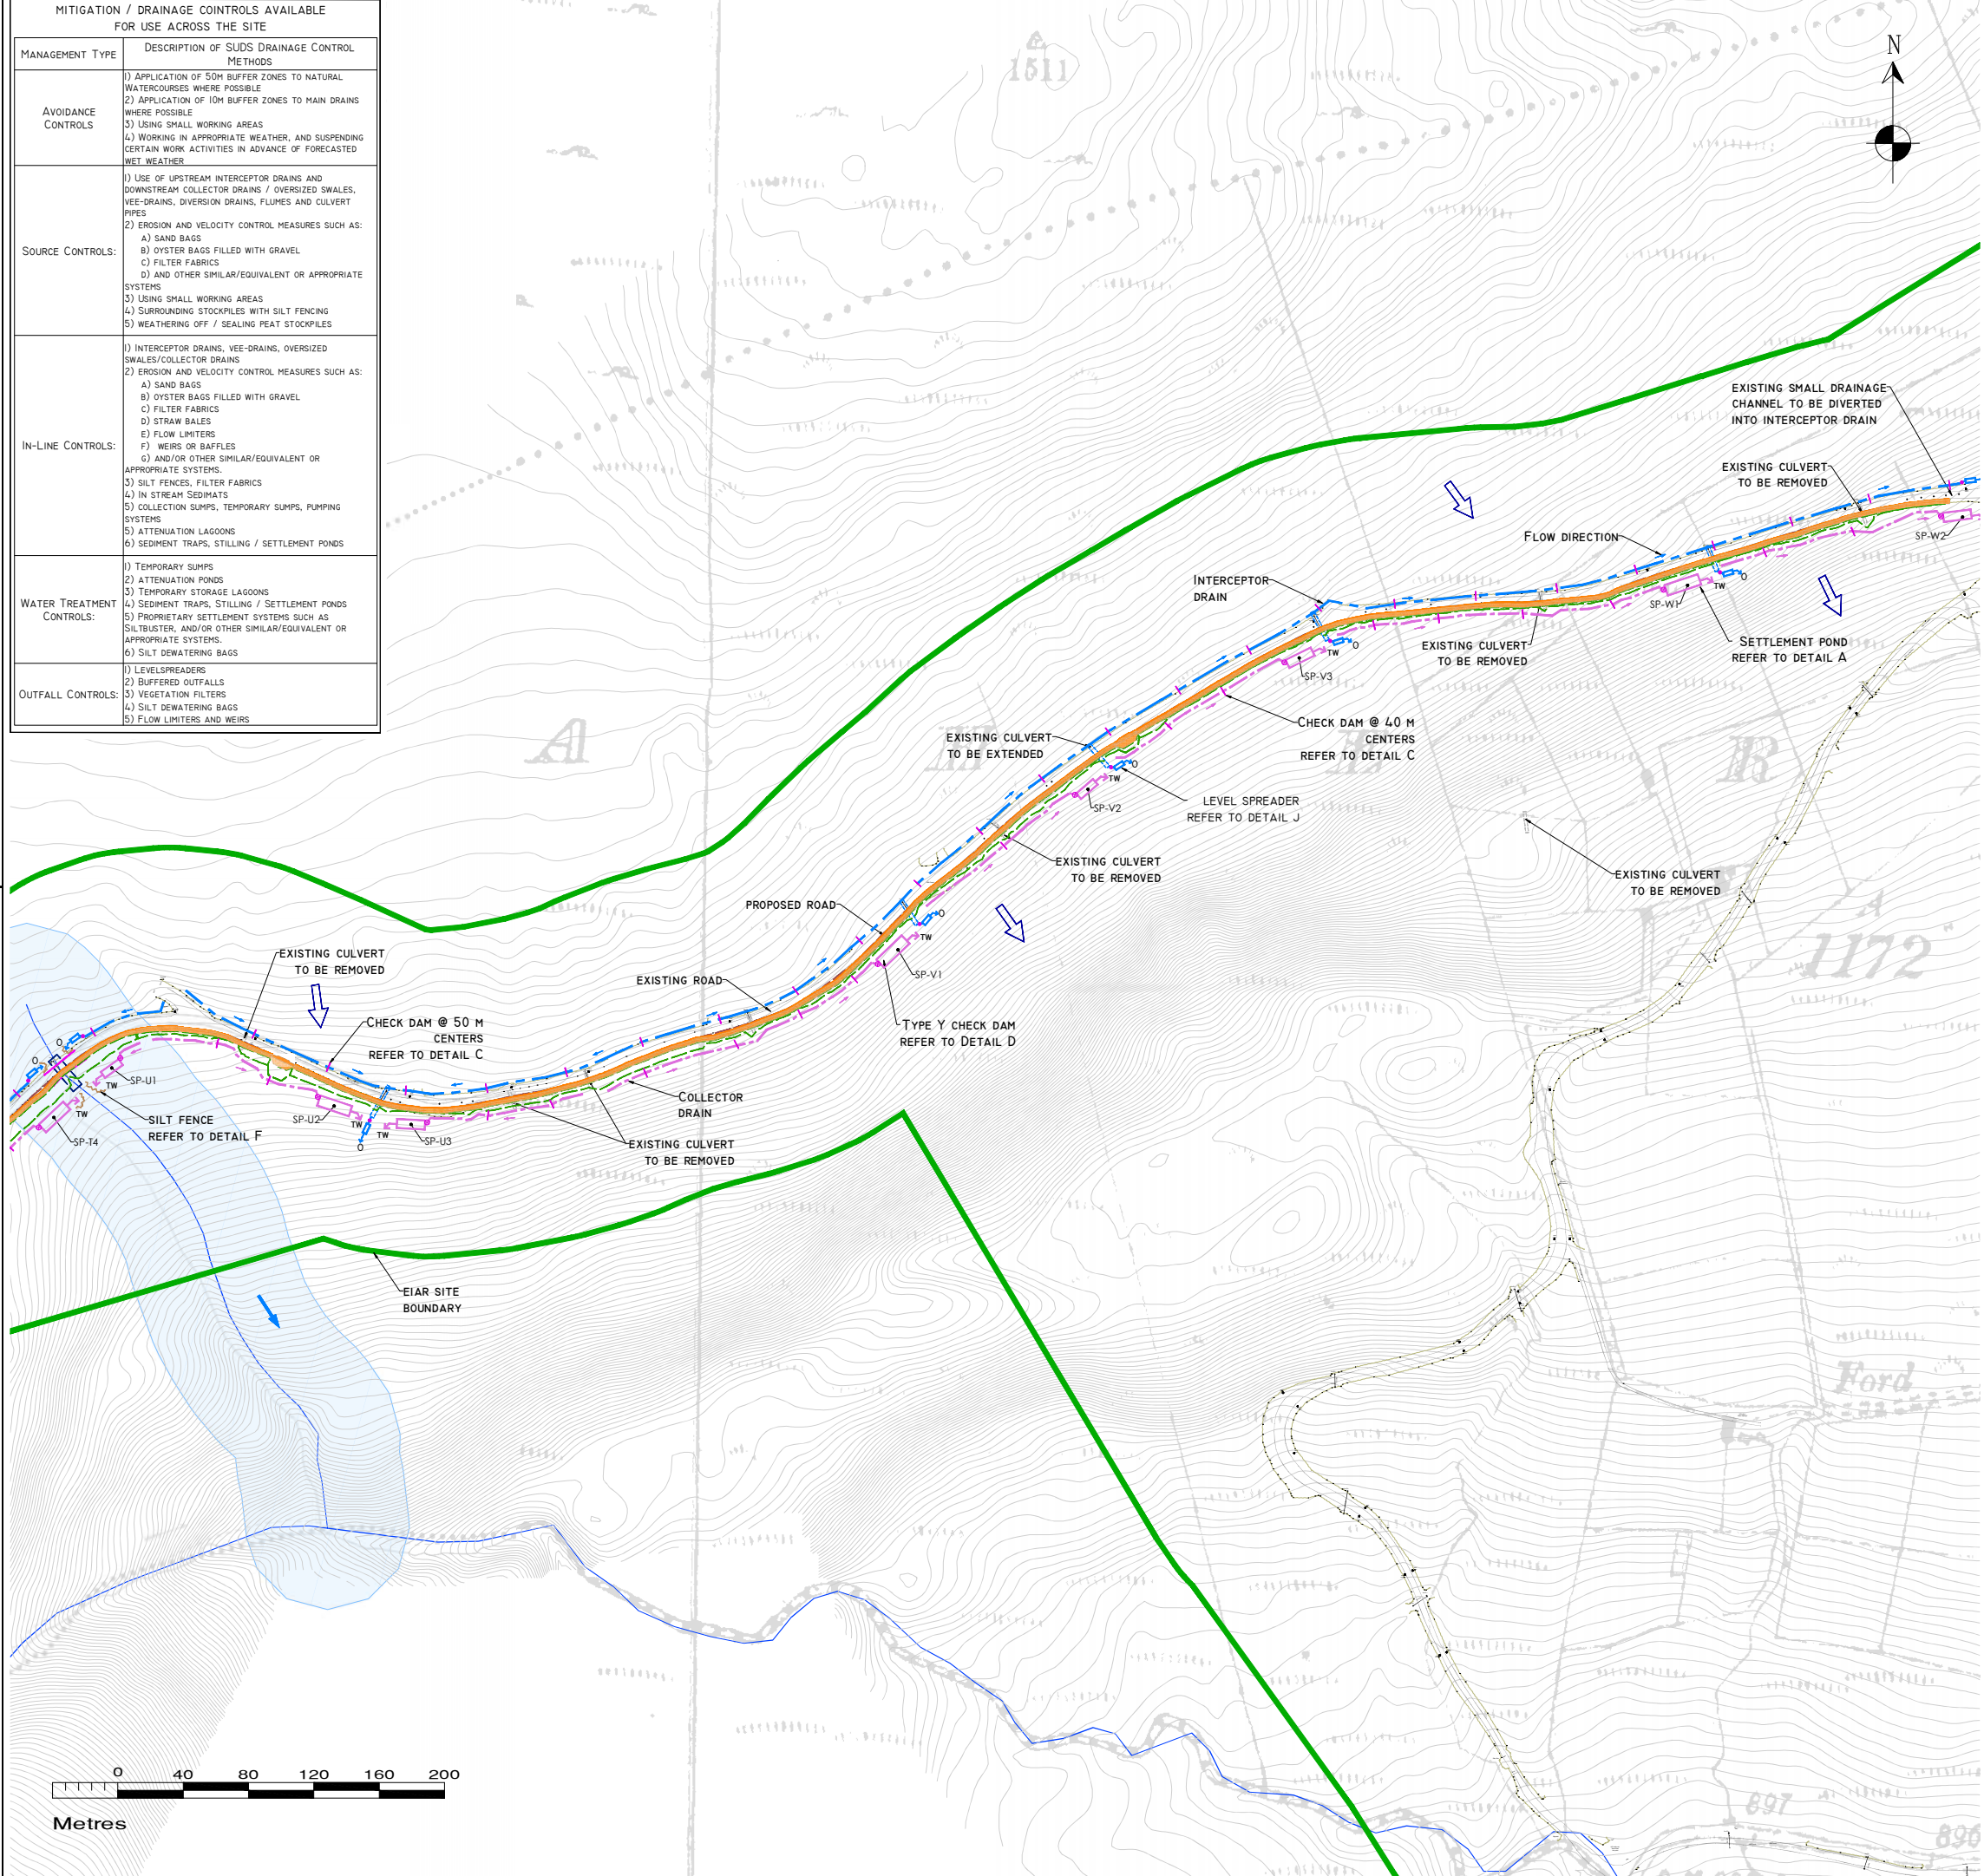 MITIGATION / DRAINAGE COINTROLS AVAILABLE
FOR USE ACROSS THE SITE
MANAGEMENT TYPE
DESCRIPTION OF SUDS DRAINAGE CONTROL
METHODS
AVOIDANCE
CONTROLS
1) APPLICATION OF 50M BUFFER ZONES TO NATURAL
WATERCOURSES WHERE POSSIBLE
2) APPLICATION OF 10M BUFFER ZONES TO MAIN DRAINS
WHERE POSSIBLE
3) USING SMALL WORKING AREAS
4) WORKING IN APPROPRIATE WEATHER, AND SUSPENDING
CERTAIN WORK ACTIVITIES IN ADVANCE OF FORECASTED
WET WEATHER
SOURCE CONTROLS:
1) USE OF UPSTREAM INTERCEPTOR DRAINS AND
DOWNSTREAM COLLECTOR DRAINS / OVERSIZED SWALES,
VEE-DRAINS, DIVERSION DRAINS, FLUMES AND CULVERT
PIPES
2) EROSION AND VELOCITY CONTROL MEASURES SUCH AS:
A) SAND BAGS
B) OYSTER BAGS FILLED WITH GRAVEL
C) FILTER FABRICS
D) AND OTHER SIMILAR/EQUIVALENT OR APPROPRIATE
SYSTEMS
3) USING SMALL WORKING AREAS
4) SURROUNDING STOCKPILES WITH SILT FENCING
5) WEATHERING OFF / SEALING PEAT STOCKPILES
IN-LINE CONTROLS:
1) INTERCEPTOR DRAINS, VEE-DRAINS, OVERSIZED
SWALES/COLLECTOR DRAINS
2) EROSION AND VELOCITY CONTROL MEASURES SUCH AS:
A) SAND BAGS
B) OYSTER BAGS FILLED WITH GRAVEL
C) FILTER FABRICS
D) STRAW BALES
E) FLOW LIMITERS
F) WEIRS OR BAFFLES
G) AND/OR OTHER SIMILAR/EQUIVALENT OR
APPROPRIATE SYSTEMS.
3) SILT FENCES, FILTER FABRICS
4) IN STREAM SEDIMATS
5) COLLECTION SUMPS, TEMPORARY SUMPS, PUMPING
SYSTEMS
5) ATTENUATION LAGOONS
6) SEDIMENT TRAPS, STILLING / SETTLEMENT PONDS
WATER TREATMENT
CONTROLS:
1) TEMPORARY SUMPS
2) ATTENUATION PONDS
3) TEMPORARY STORAGE LAGOONS
4) SEDIMENT TRAPS, STILLING / SETTLEMENT PONDS
5) PROPRIETARY SETTLEMENT SYSTEMS SUCH AS
SILTBUSTER, AND/OR OTHER SIMILAR/EQUIVALENT OR
APPROPRIATE SYSTEMS.
6) SILT DEWATERING BAGS
OUTFALL CONTROLS:
1) LEVELSPREADERS
2) BUFFERED OUTFALLS
3) VEGETATION FILTERS
4) SILT DEWATERING BAGS
5) FLOW LIMITERS AND WEIRS
1511
N
EXISTING SMALL DRAINAGE
CHANNEL TO BE DIVERTED
INTO INTERCEPTOR DRAIN
EXISTING CULVERT
TO BE REMOVED
SP-W2
FLOW DIRECTION
INTERCEPTOR
DRAIN
TW
O
SP-W1
SETTLEMENT POND
REFER TO DETAIL A
EXISTING CULVERT
TO BE REMOVED
TW
O
SP-V3
CHECK DAM @ 40 M
CENTERS
REFER TO DETAIL C
EXISTING CULVERT
TO BE EXTENDED
A
H
E
B
TW
O
SP-V2
LEVEL SPREADER
REFER TO DETAIL J
EXISTING CULVERT
TO BE REMOVED
EXISTING CULVERT
TO BE REMOVED
A
1172
PROPOSED ROAD
O
TW
SP-V1
EXISTING ROAD
TYPE Y CHECK DAM
REFER TO DETAIL D
EXISTING CULVERT
TO BE REMOVED
CHECK DAM @ 50 M
CENTERS
REFER TO DETAIL C
O
O
SP-U1
TW
SILT FENCE
REFER TO DETAIL F
TW
SP-T4
SP-U2
TW
TW
O
SP-U3
COLLECTOR
DRAIN
EXISTING CULVERT
TO BE REMOVED
EIAR SITE
BOUNDARY
Ford
0 40 80 120 160 200
Metres
897
896